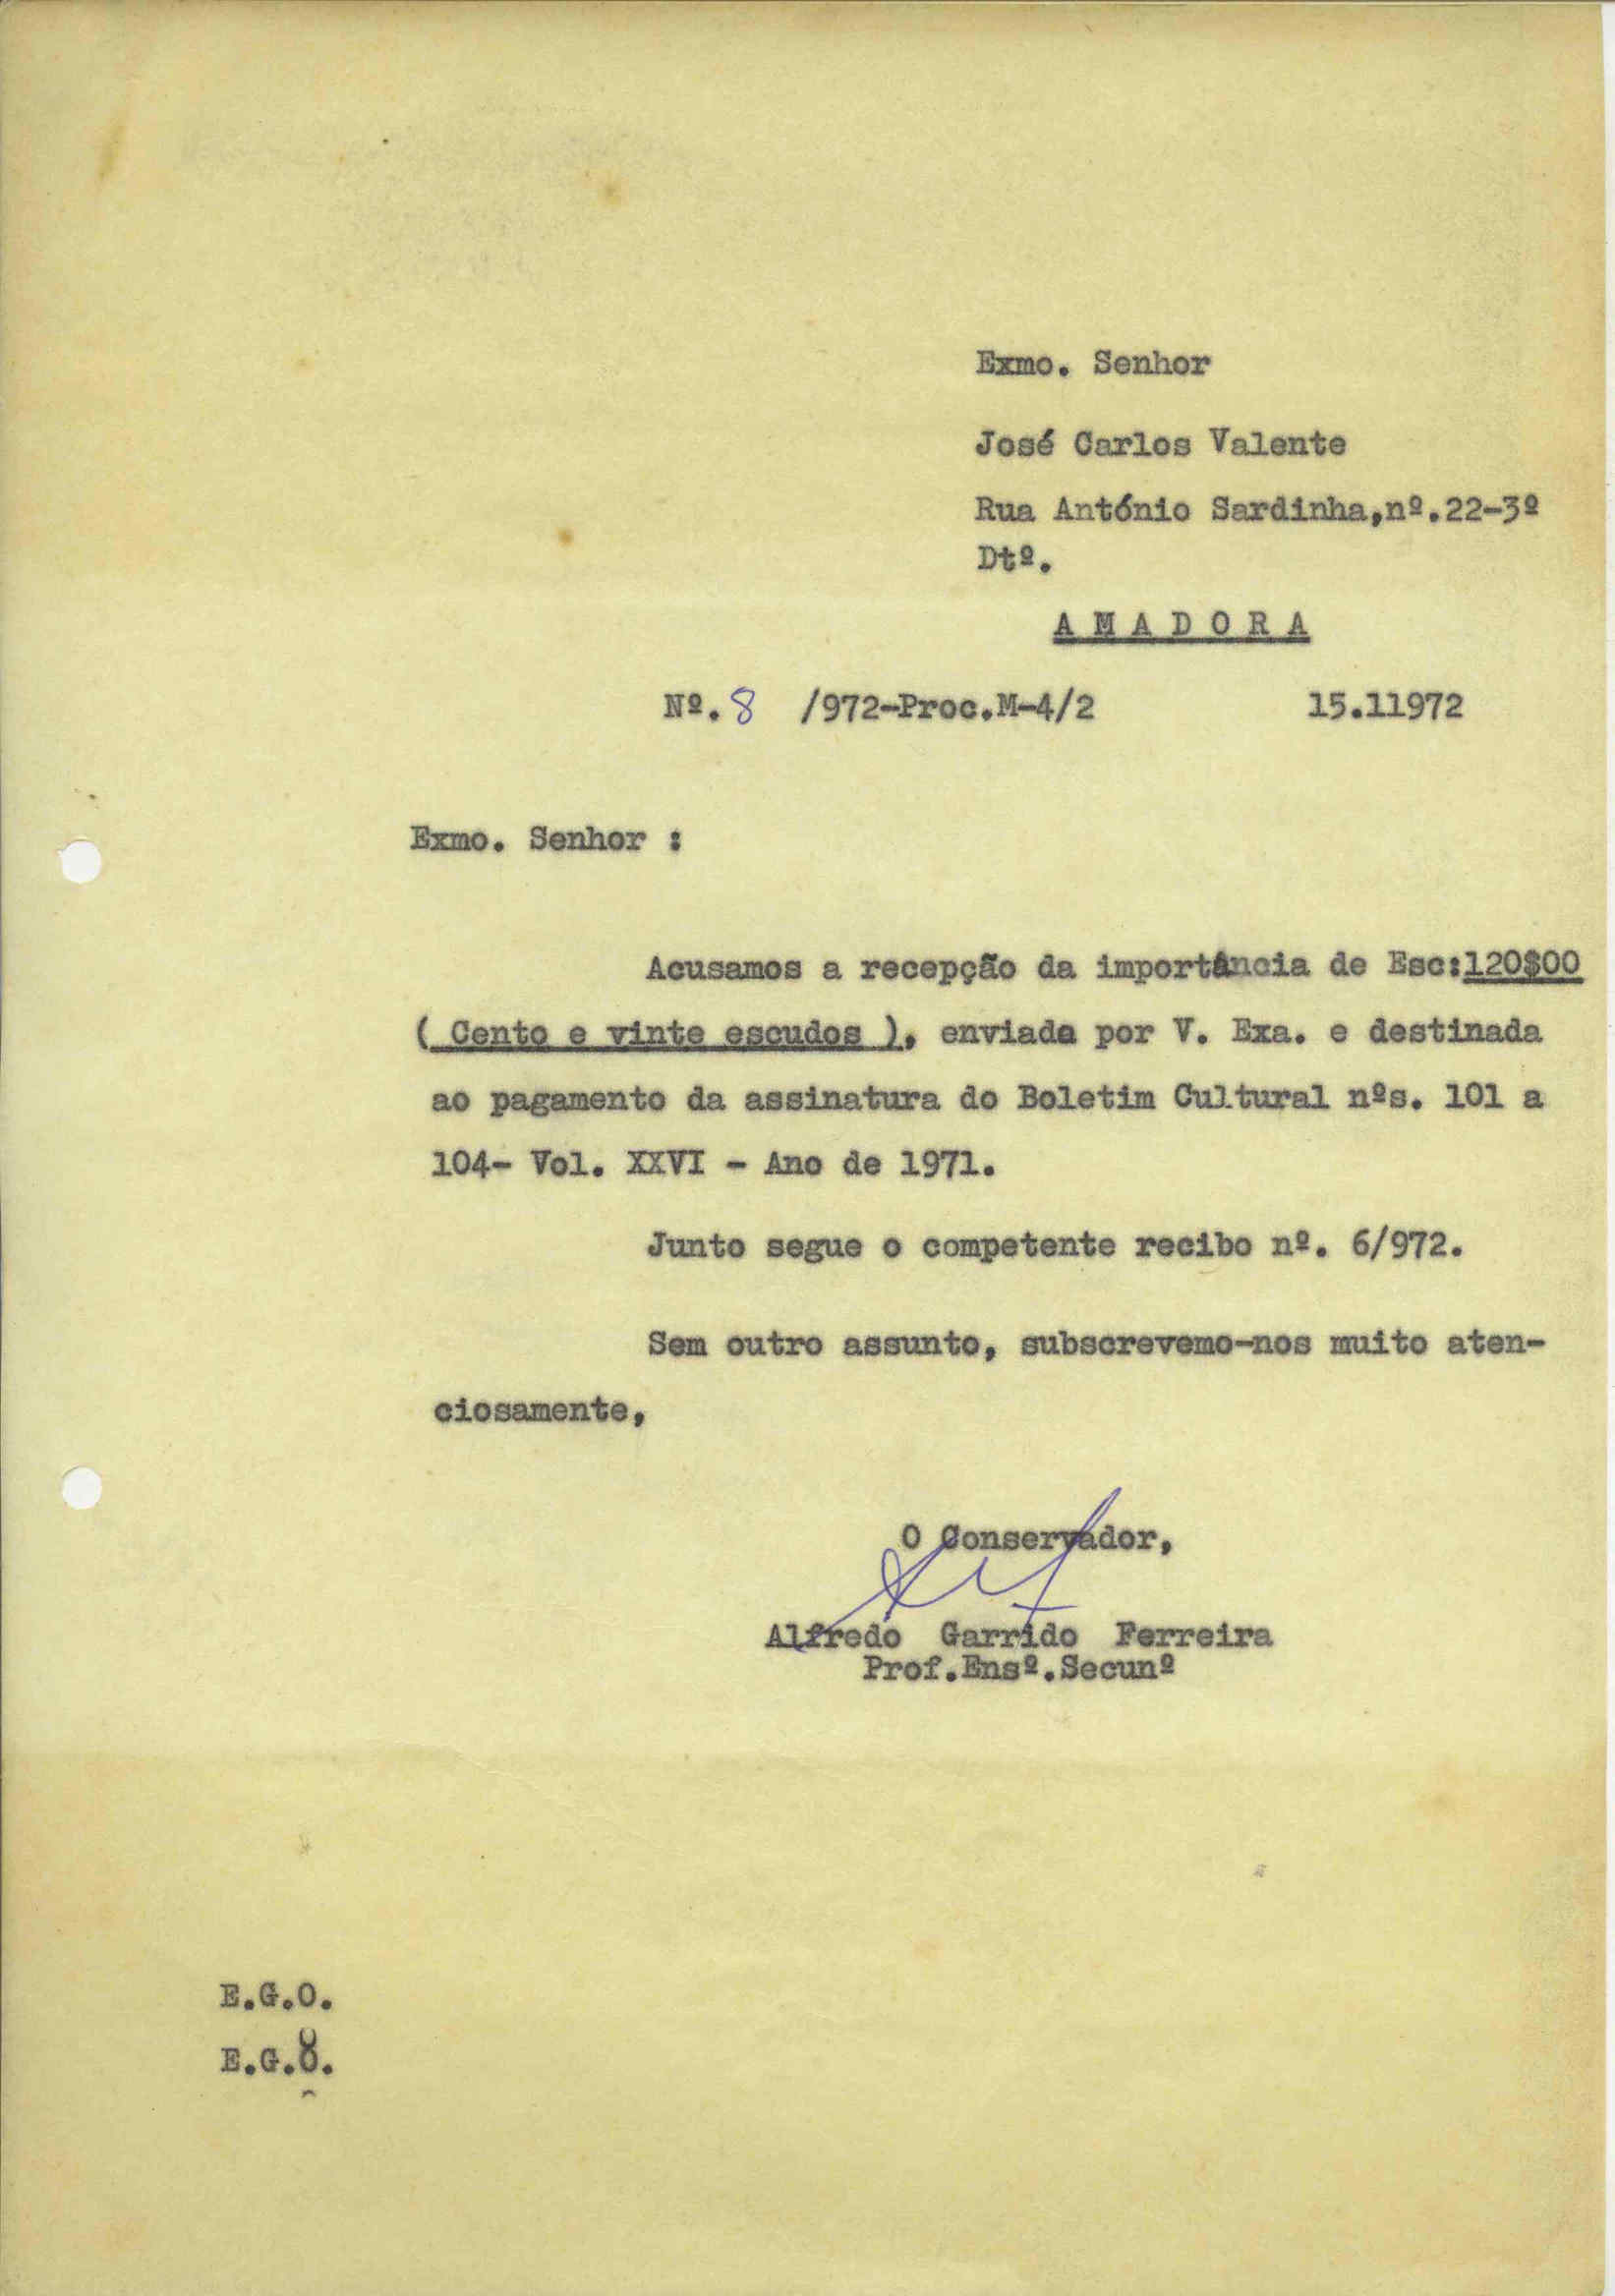 Exmo. Senhor
José Carlos Valente
Rua António Sardinha,nº.22-3º
Dtº.
A M A D O R A
Nº. 8 /972-Proc.M-4/2 15.11972
Exmo. Senhor :
Acusamos a recepção da importância de Esc:120$00
( Cento e vinte escudos ), enviada por V. Exa. e destinada
ao pagamento da assinatura do Boletim Cultural nºs. 101 a
104- Vol. XXVI - Ano de 1971.
Junto segue o competente recibo nº. 6/972.
Sem outro assunto, subscrevemo-nos muito aten-
ciosamente,
O Conservador,
Alfredo Garrido Ferreira
Prof.Ensº.Secunº
E.G.O.
E.G.